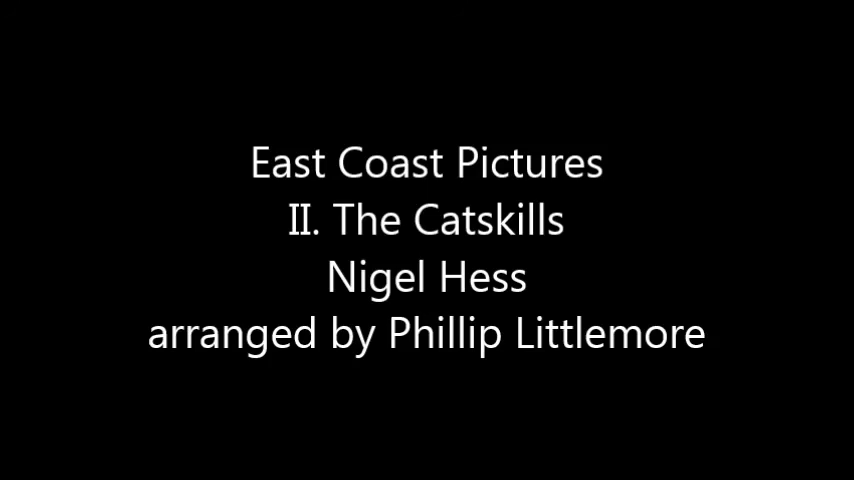 East Coast Pictures
II. The Catskills
Nigel Hess
arranged by Phillip Littlemore